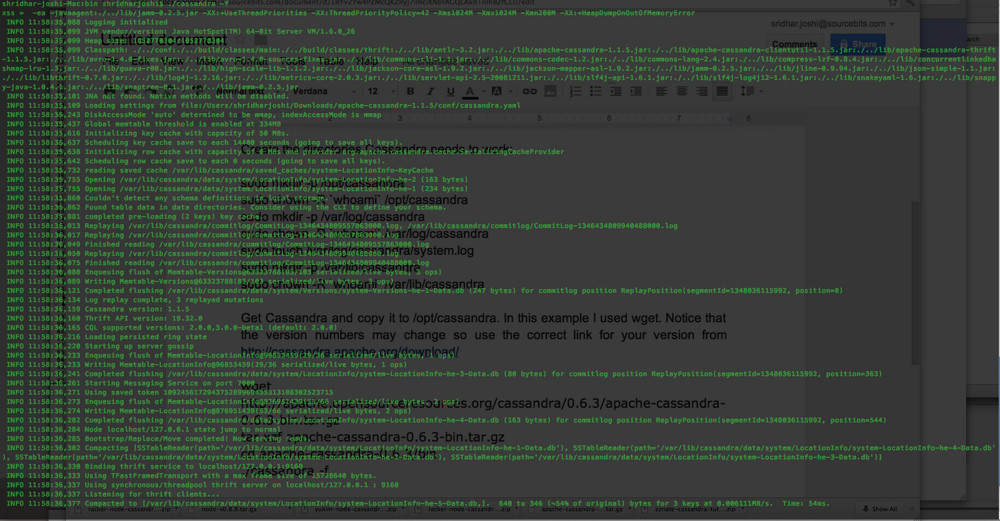 shridhar-joshi-Mac:bin shridharjoshi$ ./cassandra -f
xss =  -ea -javaagent:./../lib/jamm-0.2.5.jar -XX:+UseThreadPriorities -XX:ThreadPriorityPolicy=42 -Xms1024M -Xmx1024M -Xmn200M -XX:+HeapDumpOnOutOfMemoryError
INFO 11:58:35,088 Logging initialized
INFO 11:58:35,099 JVM vendor/version: Java HotSpot(TM) 64-Bit Server VM/1.6.0_26
INFO 11:58:35,099 Heap size:
INFO 11:58:35,099 Classpath: ./../conf:./../build/classes/main:./../build/classes/thrift:./../lib/antlr-3.2.jar:./../lib/apache-cassandra-1.1.5.jar:./../lib/apache-cassandra-clientutil-1.1.5.jar:./../lib/apache-cassandra-thrift
-1.1.5.jar:./../lib/avro-1.4.0-fixes.jar:./../lib/avro-1.4.0-sources-fixes.jar:./../lib/commons-cli-1.1.jar:./../lib/commons-codec-1.2.jar:./../lib/commons-lang-2.4.jar:./../lib/compress-lzf-0.8.4.jar:./../lib/concurrentlinkedha
shmap-lru-1.3.jar:./../lib/guava-r08.jar:./../lib/high-scale-lib-1.1.2.jar:./../lib/jackson-core-asl-1.9.2.jar:./../lib/jackson-mapper-asl-1.9.2.jar:./../lib/jamm-0.2.5.jar:./../lib/jline-0.9.94.jar:./../lib/json-simple-1.1.jar:
./../lib/libthrift-0.7.0.jar:./../lib/log4j-1.2.16.jar:./../lib/metrics-core-2.0.3.jar:./../lib/servlet-api-2.5-20081211.jar:./../lib/slf4j-api-1.6.1.jar:./../lib/slf4j-log4j12-1.6.1.jar:./../lib/snakeyaml-1.6.jar:./../lib/snapp
y-java-1.0.4.1.jar:./../lib/snaptree-0.1.jar:./../lib/jamm-0.2.5.jar
INFO 11:58:35,101 JNA not found. Native methods will be disabled.
INFO 11:58:35,109 Loading settings from file:/Users/shridharjoshi/Downloads/apache-cassandra-1.1.5/conf/cassandra.yaml
INFO 11:58:35,243 DiskAccessMode 'auto' determined to be mmap, indexAccessMode is mmap
INFO 11:58:35,437 Global memtable threshold is enabled at 334MB
INFO 11:58:35,616 Initializing key cache with capacity of 50 MBs.
INFO 11:58:35,637 Scheduling key cache save to each 14400 seconds (going to save all keys).
INFO 11:58:35,638 Initializing row cache with capacity of 0 MBs and provider org.apache.cassandra.cache.SerializingCacheProvider
INFO 11:58:35,642 Scheduling row cache save to each 0 seconds (going to save all keys).
INFO 11:58:35,732 reading saved cache /var/lib/cassandra/saved_caches/system-LocationInfo-KeyCache
INFO 11:58:35,755 Opening /var/lib/cassandra/data/system/LocationInfo/system-LocationInfo-he-2 (163 bytes)
INFO 11:58:35,755 Opening /var/lib/cassandra/data/system/LocationInfo/system-LocationInfo-he-1 (234 bytes)
INFO 11:58:35,860 Couldn't detect any schema definitions in local storage.
INFO 11:58:35,862 Found table data in data directories. Consider using the CLI to define your schema.
INFO 11:58:35,881 completed pre-loading (2 keys) key cache.
INFO 11:58:36,013 Replaying /var/lib/cassandra/commitlog/CommitLog-1346434809557863000.log, /var/lib/cassandra/commitlog/CommitLog-1346434809940488000.log
INFO 11:58:36,017 Replaying /var/lib/cassandra/commitlog/CommitLog-1346434809557863000.log
INFO 11:58:36,049 Finished reading /var/lib/cassandra/commitlog/CommitLog-1346434809557863000.log
INFO 11:58:36,050 Replaying /var/lib/cassandra/commitlog/CommitLog-1346434809940488000.log
INFO 11:58:36,075 Finished reading /var/lib/cassandra/commitlog/CommitLog-1346434809940488000.log
INFO 11:58:36,088 Enqueuing flush of Memtable-Versions@63323788(83/103 serialized/live bytes, 3 ops)
INFO 11:58:36,089 Writing Memtable-Versions@63323788(83/103 serialized/live bytes, 3 ops)
INFO 11:58:36,121 Completed flushing /var/lib/cassandra/data/system/Versions/system-Versions-he-1-Data.db (247 bytes) for commitlog position ReplayPosition(segmentId=1348036115992, position=0)
INFO 11:58:36,134 Log replay complete, 3 replayed mutations
INFO 11:58:36,159 Cassandra version: 1.1.5
INFO 11:58:36,160 Thrift API version: 19.32.0
INFO 11:58:36,165 CQL supported versions: 2.0.0,3.0.0-beta1 (default: 2.0.0)
INFO 11:58:36,216 Loading persisted ring state
INFO 11:58:36,220 Starting up server gossip
INFO 11:58:36,233 Enqueuing flush of Memtable-LocationInfo@96853459(29/36 serialized/live bytes, 1 ops)
INFO 11:58:36,233 Writing Memtable-LocationInfo@96853459(29/36 serialized/live bytes, 1 ops)
INFO 11:58:36,241 Completed flushing /var/lib/cassandra/data/system/LocationInfo/system-LocationInfo-he-3-Data.db (80 bytes) for commitlog position ReplayPosition(segmentId=1348036115992, position=363)
INFO 11:58:36,261 Starting Messaging Service on port 7000
INFO 11:58:36,271 Using saved token 109245617294375289969435313108302523715
INFO 11:58:36,273 Enqueuing flush of Memtable-LocationInfo@876951439(53/66 serialized/live bytes, 2 ops)
INFO 11:58:36,274 Writing Memtable-LocationInfo@876951439(53/66 serialized/live bytes, 2 ops)
INFO 11:58:36,282 Completed flushing /var/lib/cassandra/data/system/LocationInfo/system-LocationInfo-he-4-Data.db (163 bytes) for commitlog position ReplayPosition(segmentId=1348036115992, position=544)
INFO 11:58:36,284 Node localhost/127.0.0.1 state jump to normal
INFO 11:58:36,285 Bootstrap/Replace/Move completed! Now serving reads.
INFO 11:58:36,302 Compacting [SSTableReader(path='/var/lib/cassandra/data/system/LocationInfo/system-LocationInfo-he-1-Data.db'), SSTableReader(path='/var/lib/cassandra/data/system/LocationInfo/system-LocationInfo-he-4-Data.db'
), SSTableReader(path='/var/lib/cassandra/data/system/LocationInfo/system-LocationInfo-he-2-Data.db'), SSTableReader(path='/var/lib/cassandra/data/system/LocationInfo/system-LocationInfo-he-3-Data.db')]
INFO 11:58:36,330 Binding thrift service to localhost/127.0.0.1:9160
INFO 11:58:36,333 Using TFastFramedTransport with a max frame size of 15728640 bytes.
INFO 11:58:36,337 Using synchronous/threadpool thrift server on localhost/127.0.0.1 : 9160
INFO 11:58:36,337 Listening for thrift clients...
INFO 11:58:36,377 Compacted to [/var/lib/cassandra/data/system/LocationInfo/system-LocationInfo-he-5-Data.db,].  640 to 346 (~54% of original) bytes for 3 keys at 0.006111MB/s.  Time: 54ms.
sridhar.joshi@sourcebits.com
Untitled document
Comments
Share
arch
File Edit View Insert Format Tools Table Help All changes saved
Normal text Verdana 12 B I U A A
2 3 4 5 6 7 8
Create the directories Cassandra needs to work:
sudo mkdir -p /opt/cassandra
sudo chown -R `whoami` /opt/cassandra
sudo mkdir -p /var/log/cassandra
sudo chown -R `whoami` /var/log/cassandra
sudo touch /var/log/cassandra/system.log
sudo mkdir -p /var/lib/cassandra
sudo chown -R `whoami` /var/lib/cassandra
Get Cassandra and copy it to /opt/cassandra. In this example I used wget. Notice that
the version numbers may change so use the correct link for your version from
http://cassandra.apache.org/download/
wget
http://apache.opensourceresources.org/cassandra/0.6.3/apache-cassandra-
0.6.3-bin.tar.gz
tar xzf apache-cassandra-0.6.3-bin.tar.gz
cd apache-cassandra-0.6.3/bin
./cassandra -f
racker-node-cassandr....zip
node-v0.8.9.tar.gz
yukim-node-cassandr....zip
racker-node-cassandr....zip
apache-cassandra-....tar.gz
zznate-cassandra-tut....zip
Show All